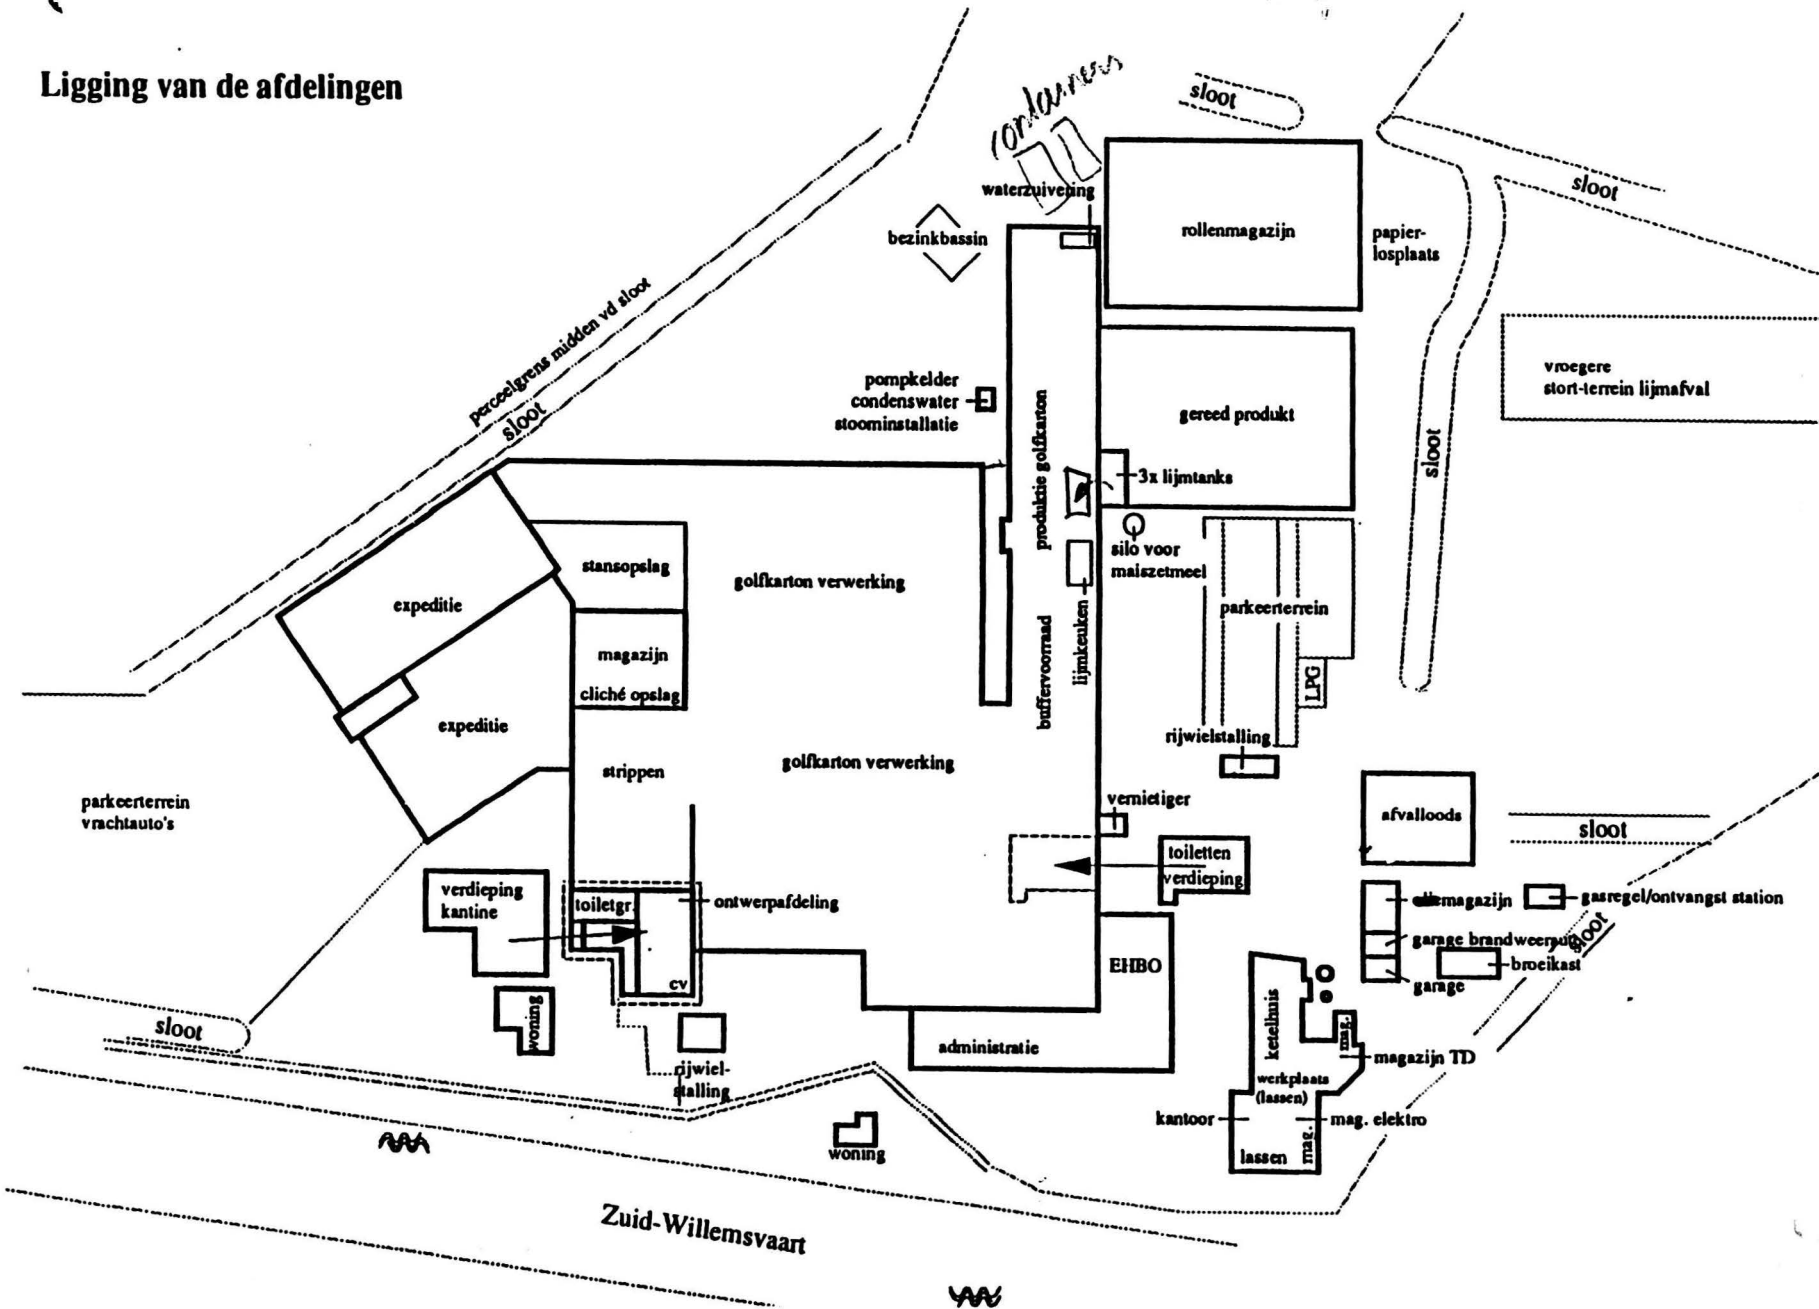 Ligging van de afdelingen
containers
sloot
sloot
waterzuivering
rollenmagazijn
papier-
losplaats
bezinkbassin
perceelgrens midden vd sloot
sloot
vroegere
stort-terrein lijmafval
pompkelder
condenswater
stoominstallatie
produktie golfkarton
gereed produkt
sloot
3x lijmtanks
silo voor
maiszetmeel
stansopslag
golfkarton verwerking
expeditie
parkeerterrein
magazijn
cliché opslag
buffervoorraad
lijmkeuken
LPG
expeditie
rijwielstalling
strippen
golfkarton verwerking
parkeerterrein
vrachtauto's
vernietiger
afvalloods
sloot
toiletten
verdieping
verdieping
kantine
toiletgr.
ontwerpafdeling
magazijn
gasregel/ontvangst station
garage brandweerauto
sloot
EHBO
broeikast
cv
garage
woning
sloot
ketelhuis
mag.
administratie
magazijn TD
rijwiel-
stalling
werkplaats
(lassen)
kantoor
mag. elektro
woning
lassen
mag.
Zuid-Willemsvaart